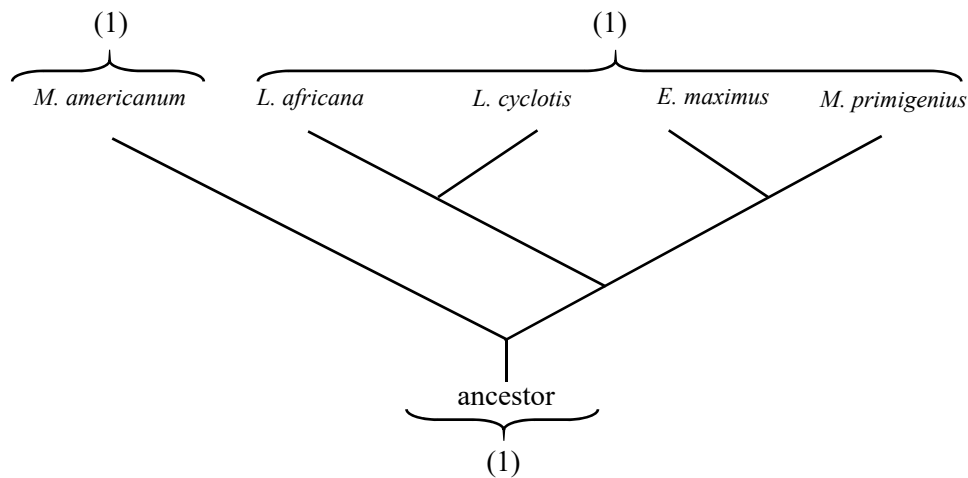 (1) (1)
M. americanum L. africana L. cyclotis E. maximus M. primigenius
ancestor
(1)